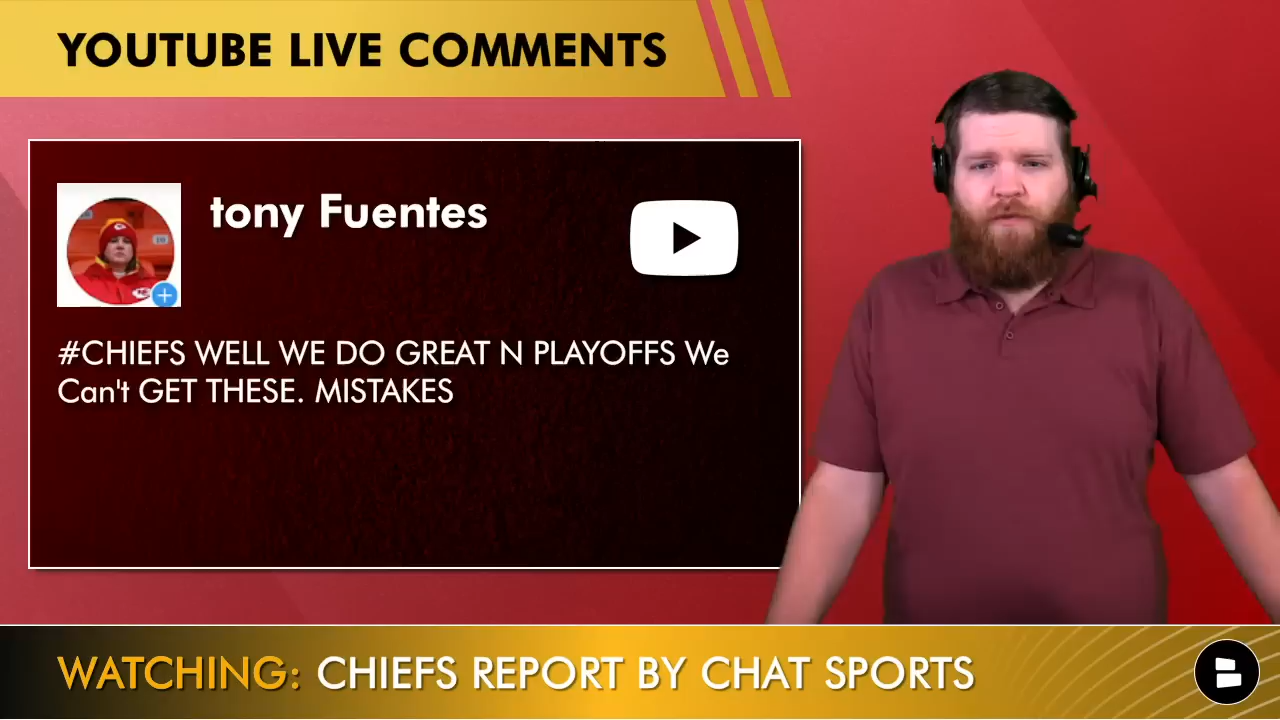 YOUTUBE LIVE COMMENTS
tony Fuentes
#CHIEFS WELL WE DO GREAT N PLAYOFFS We
Can't GET THESE. MISTAKES
WATCHING: CHIEFS REPORT BY CHAT SPORTS